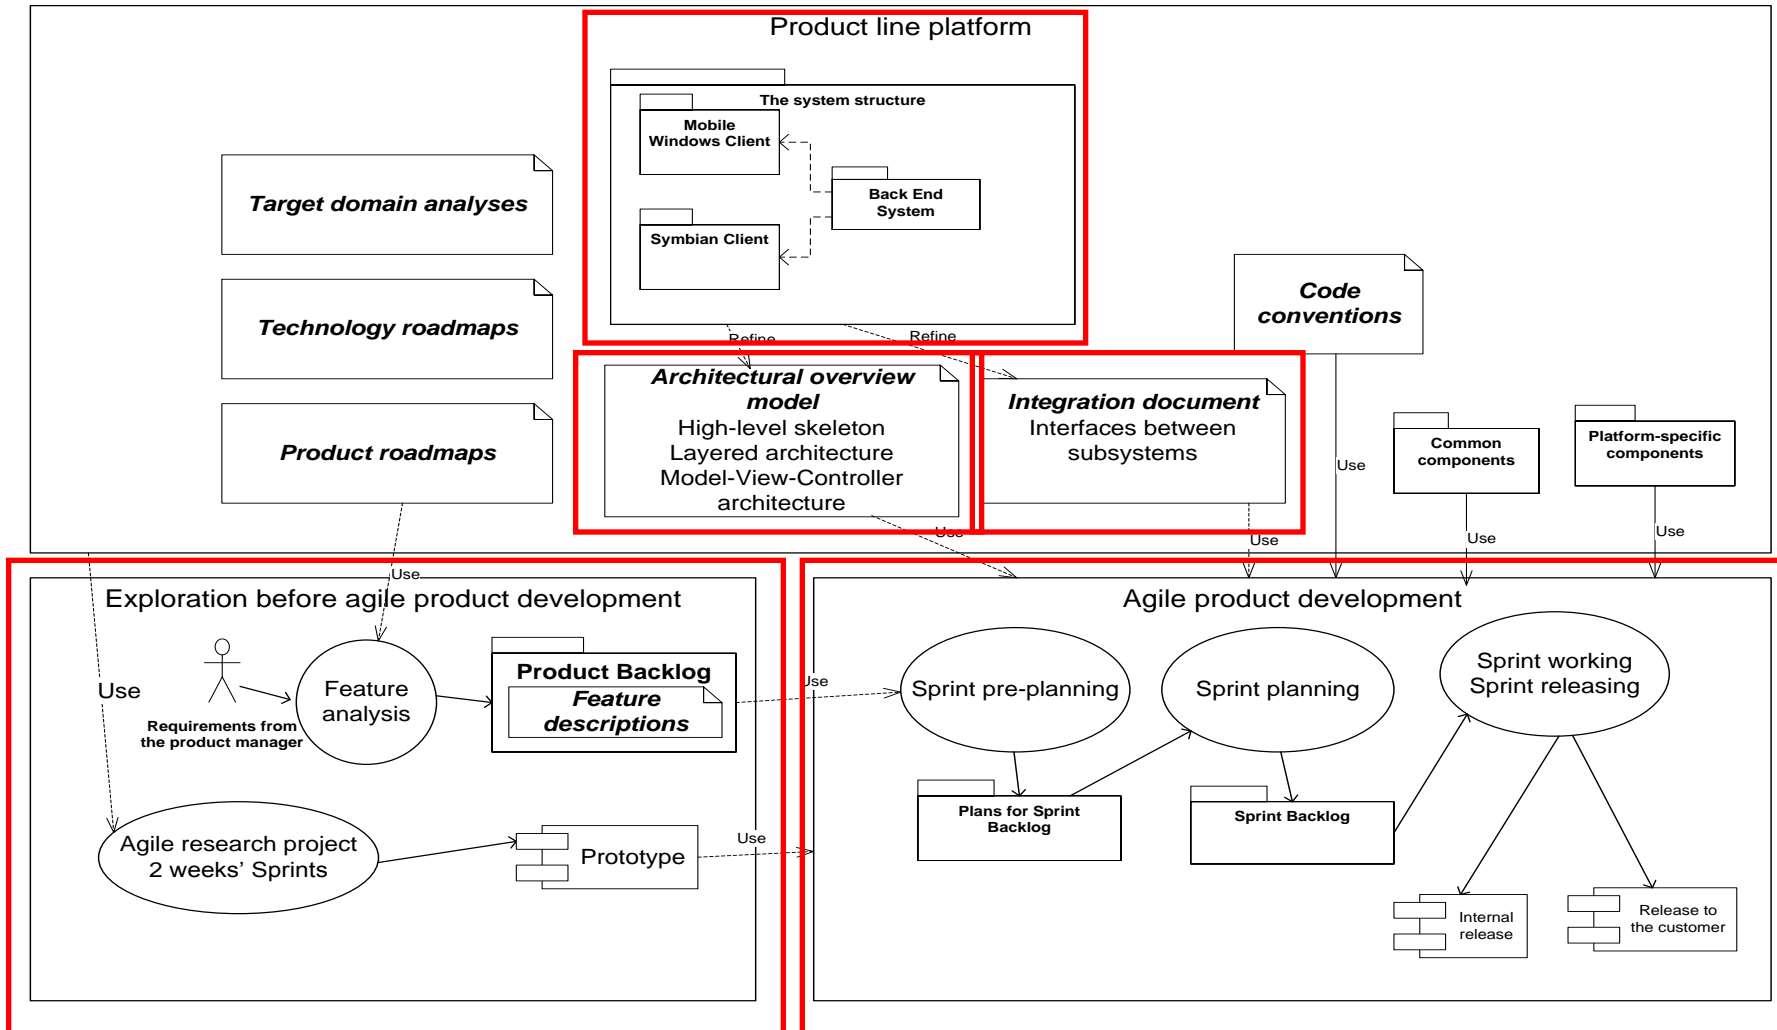 Product line platform
The system structure
Mobile
Windows Client
Back End
System
Symbian Client
Target domain analyses
Technology roadmaps
Product roadmaps
Code
conventions
Refine
Refine
Architectural overview
model
High-level skeleton
Layered architecture
Model-View-Controller
architecture
Integration document
Interfaces between
subsystems
Common
components
Platform-specific
components
Use
Use
Use
Use
Use
Use
Exploration before agile product development
Use
Requirements from
the product manager
Feature
analysis
Product Backlog
Feature
descriptions
Use
Agile research project
2 weeks’ Sprints
Prototype
Use
Agile product development
Sprint pre-planning
Sprint planning
Sprint working
Sprint releasing
Plans for Sprint
Backlog
Sprint Backlog
Internal
release
Release to
the customer